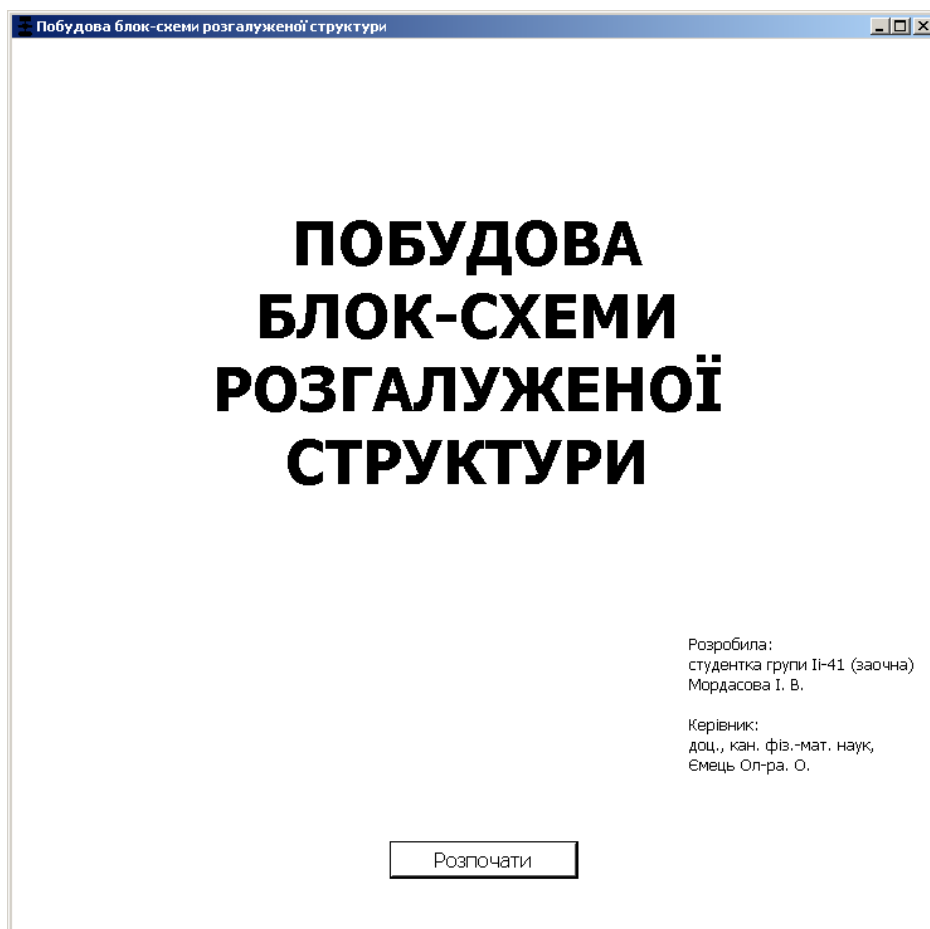 Побудова блок-схеми розгалуженої структури
ПОБУДОВА
БЛОК-СХЕМИ
РОЗГАЛУЖЕНОЇ
СТРУКТУРИ
Розробила:
студентка групи Іі-41 (заочна)
Мордасова І. В.
Керівник:
доц., кан. фіз.-мат. наук,
Ємець Ол-ра. О.
Розпочати